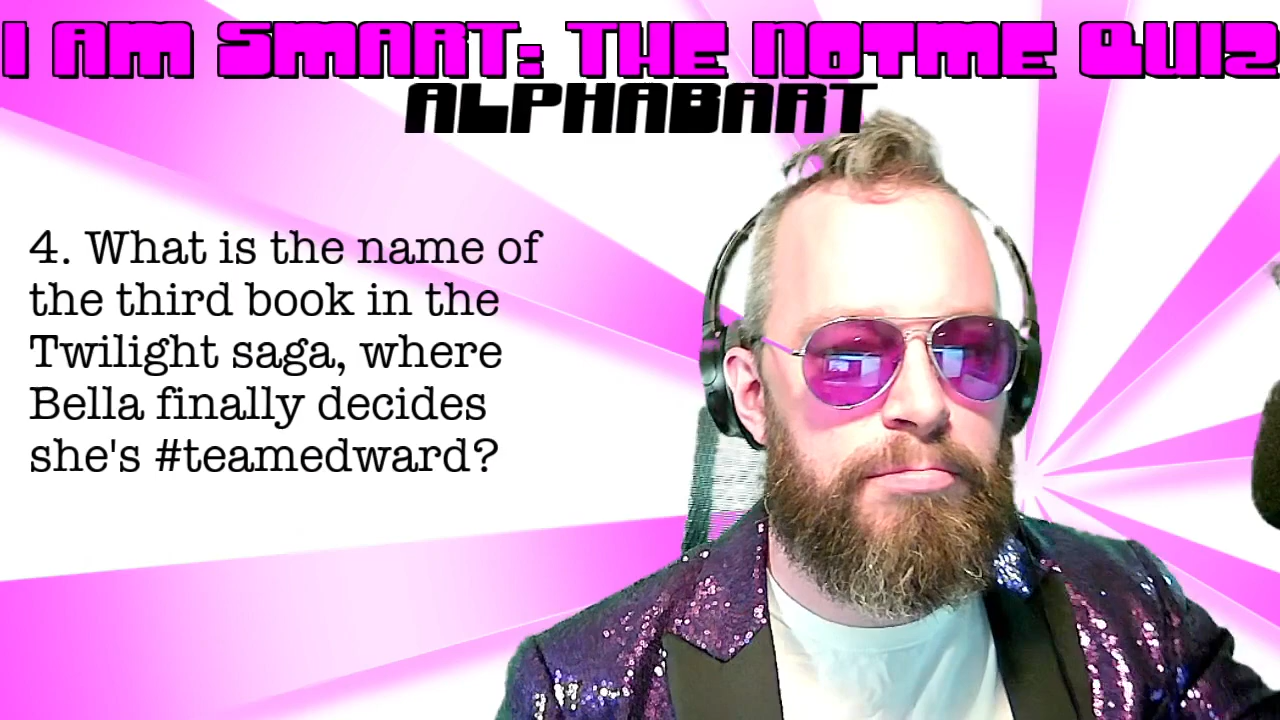 I AM SMART: THE NOTME QUIZ
ALPHABART
4. What is the name of
the third book in the
Twilight saga, where
Bella finally decides
she's #teamedward?